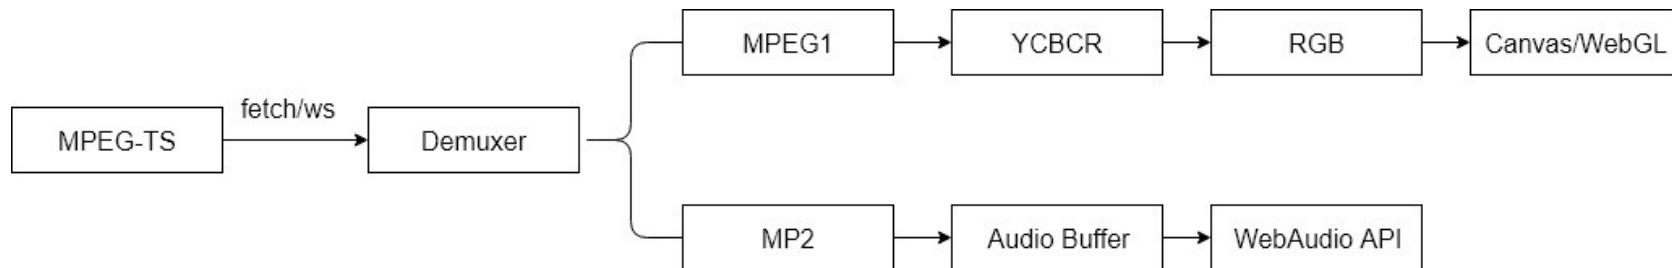 MPEG1
YCBCR
RGB
Canvas/WebGL
fetch/ws
MPEG-TS
Demuxer
MP2
Audio Buffer
WebAudio API